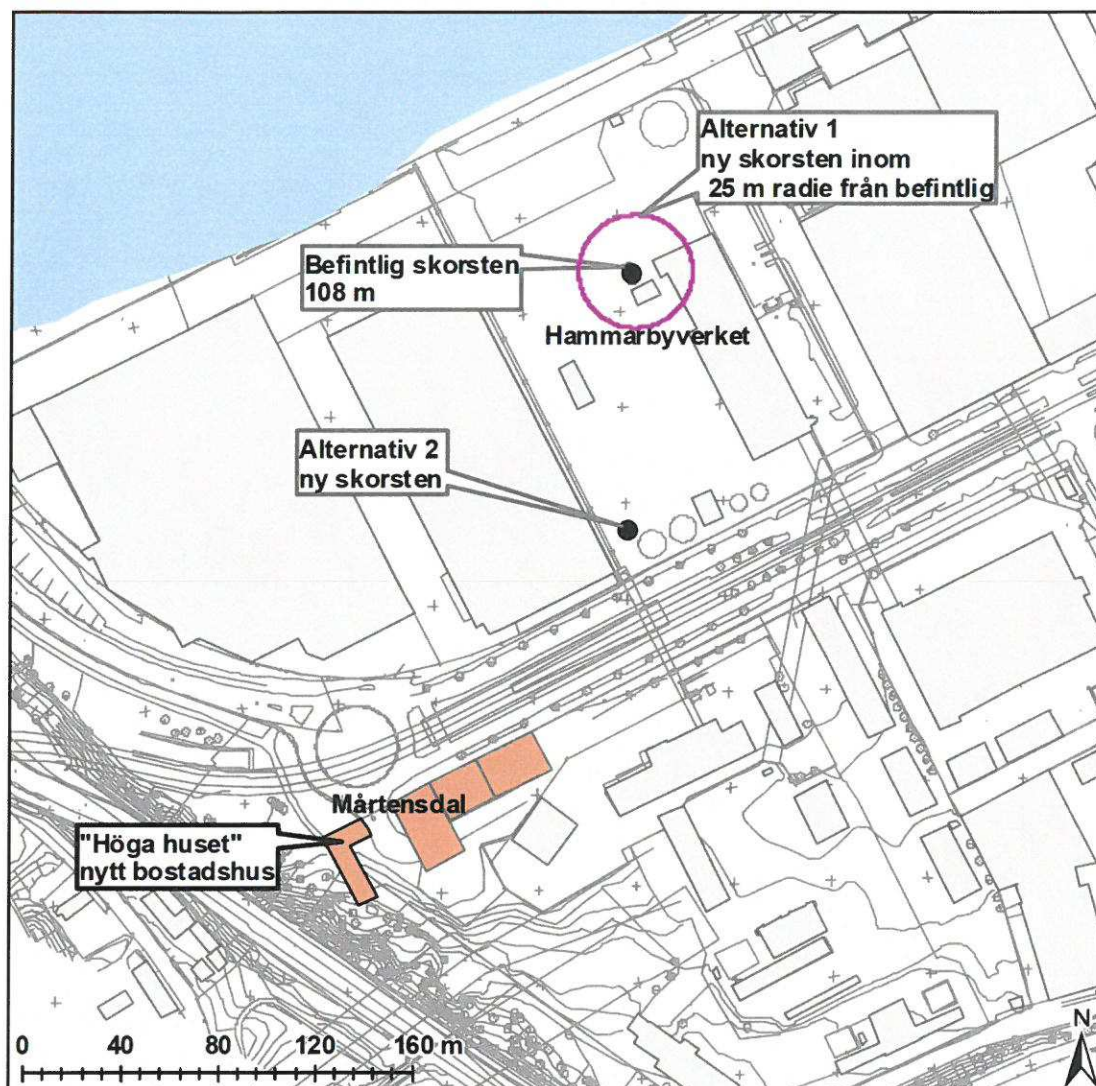 Alternativ 1
ny skorsten inom
25 m radie från befintlig
Befintlig skorsten
108 m
Hammarbyverket
Alternativ 2
ny skorsten
Mårtensdal
"Höga huset"
nytt bostadshus
0 40 80 120 160 m
N